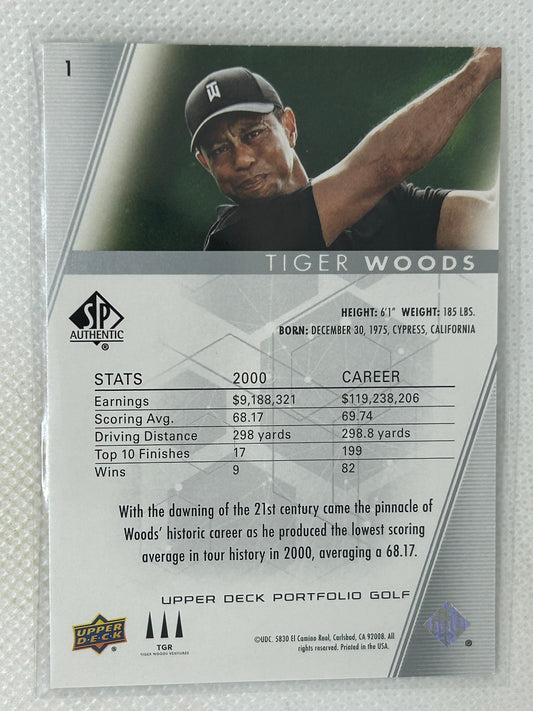 1
TW
TIGER WOODS
SP
AUTHENTIC
®
HEIGHT: 6'1" WEIGHT: 185 LBS.
BORN: DECEMBER 30, 1975, CYPRESS, CALIFORNIA
STATS 2000 CAREER
Earnings $9,188,321 $119,238,206
Scoring Avg. 68.17 69.74
Driving Distance 298 yards 298.8 yards
Top 10 Finishes 17 199
Wins 9 82
With the dawning of the 21st century came the pinnacle of
Woods' historic career as he produced the lowest scoring
average in tour history in 2000, averaging a 68.17.
UPPER DECK PORTFOLIO GOLF
UPPER
DECK
®
TGR
TIGER WOODS VENTURES
©UDC. 5830 El Camino Real, Carlsbad, CA 92008. All
rights reserved. Printed in the USA.
®